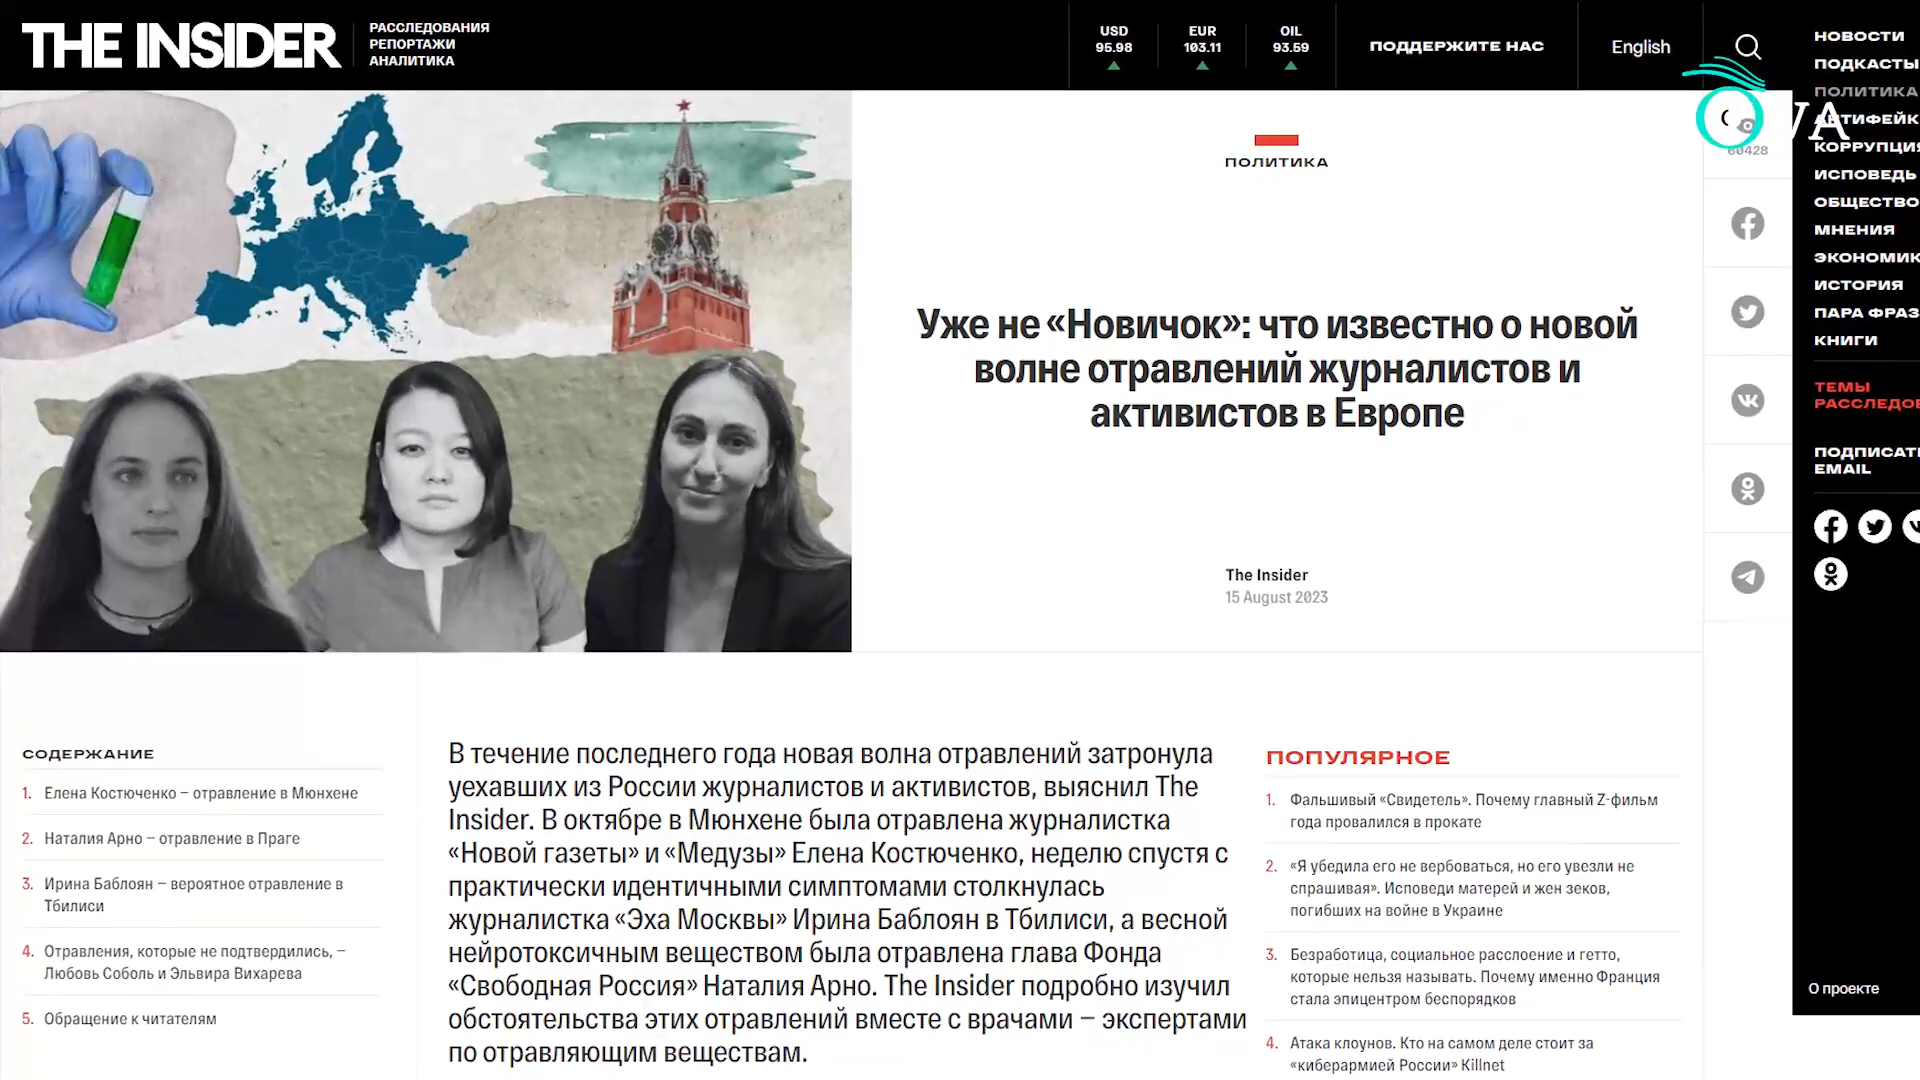 THE INSIDER
РАССЛЕДОВАНИЯ
РЕПОРТАЖИ
АНАЛИТИКА
USD
95.98
EUR
103.11
OIL
93.59
ПОДДЕРЖИТЕ НАС
English
НОВОСТИ
ПОДКАСТЫ
ПОЛИТИКА
АНТИФЕЙК
КОРРУПЦИЯ
ИСПОВЕДЬ
ОБЩЕСТВО
МНЕНИЯ
ЭКОНОМИК
ИСТОРИЯ
ПАРА ФРАЗ
КНИГИ
ТЕМЫ
РАССЛЕДОВ
ПОДПИСАТЬ
EMAIL
О проекте
60428
ПОЛИТИКА
Уже не «Новичок»: что известно о новой
волне отравлений журналистов и
активистов в Европе
The Insider
15 August 2023
СОДЕРЖАНИЕ
1. Елена Костюченко – отравление в Мюнхене
2. Наталия Арно – отравление в Праге
3. Ирина Баблоян – вероятное отравление в
Тбилиси
4. Отравления, которые не подтвердились, –
Любовь Соболь и Эльвира Вихарева
5. Обращение к читателям
В течение последнего года новая волна отравлений затронула
уехавших из России журналистов и активистов, выяснил The
Insider. В октябре в Мюнхене была отравлена журналистка
«Новой газеты» и «Медузы» Елена Костюченко, неделю спустя с
практически идентичными симптомами столкнулась
журналистка «Эха Москвы» Ирина Баблоян в Тбилиси, а весной
нейротоксичным веществом была отравлена глава Фонда
«Свободная Россия» Наталия Арно. The Insider подробно изучил
обстоятельства этих отравлений вместе с врачами – экспертами
по отравляющим веществам.
ПОПУЛЯРНОЕ
1. Фальшивый «Свидетель». Почему главный Z-фильм
года провалился в прокате
2. «Я убедила его не вербоваться, но его увезли не
спрашивая». Исповеди матерей и жен зеков,
погибших на войне в Украине
3. Безработица, социальное расслоение и гетто,
которые нельзя называть. Почему именно Франция
стала эпицентром беспорядков
4. Атака клоунов. Кто на самом деле стоит за
«киберармией России» Killnet